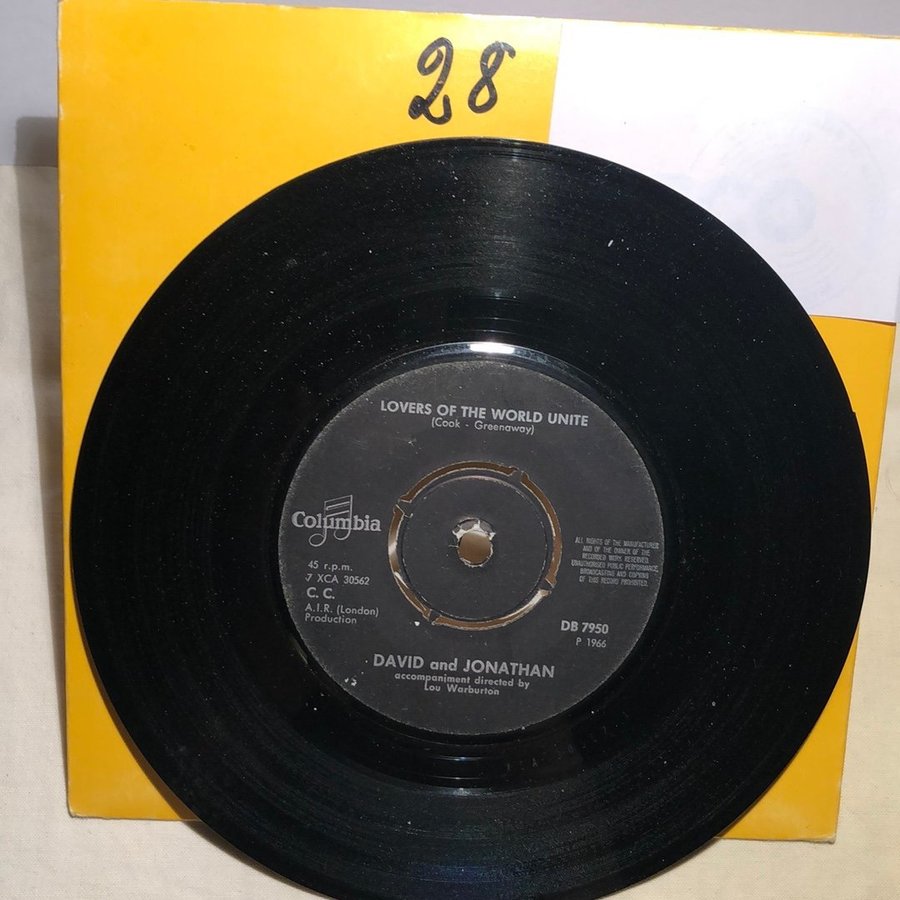 28
LOVERS OF THE WORLD UNITE
(Cook - Greenaway)
Columbia
45 r.p.m.
7 XCA 30562
C. C.
A.I.R. (London)
Production
ALL RIGHTS OF THE MANUFACTURER
AND OF THE OWNER OF THE
RECORDED WORK RESERVED.
UNAUTHORISED PUBLIC PERFORMANCE,
BROADCASTING AND COPYING
OF THIS RECORD PROHIBITED.
DB 7950
P 1966
DAVID and JONATHAN
accompaniment directed by
Lou Warburton